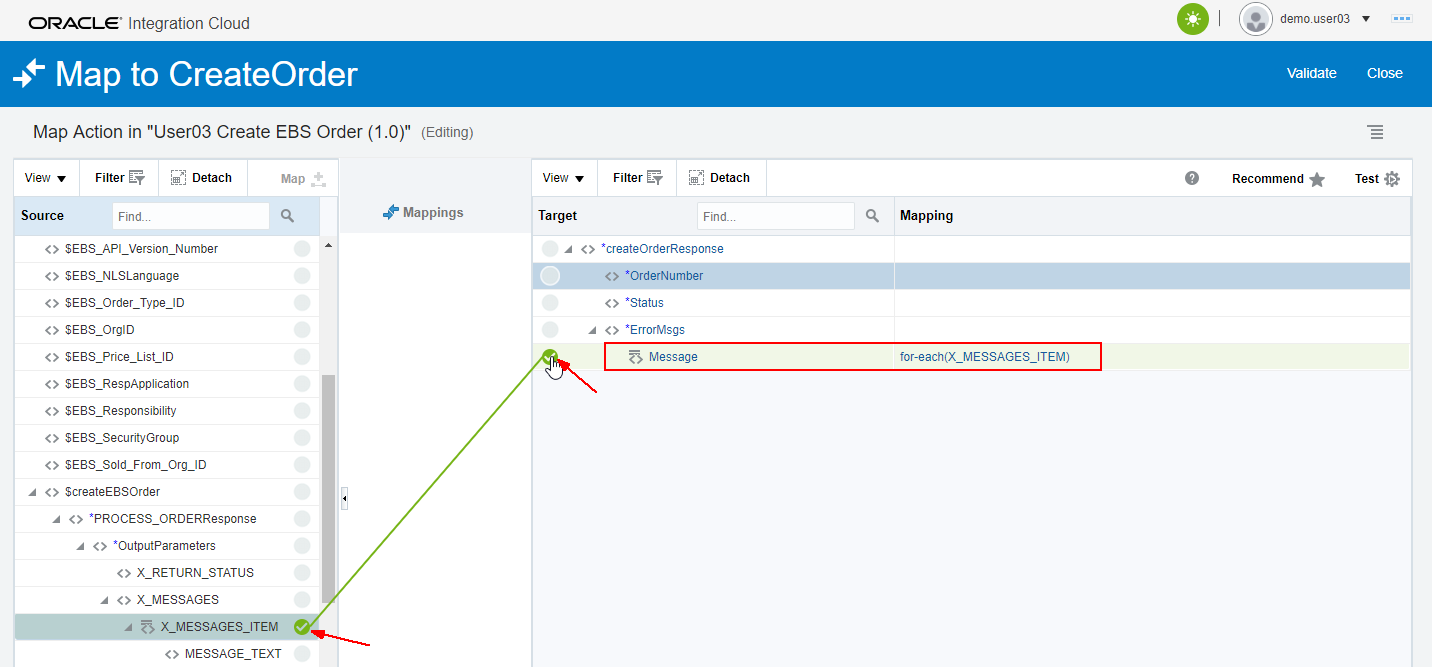 ORACLE® Integration Cloud demo.user03
Map to CreateOrder Validate Close
Map Action in "User03 Create EBS Order (1.0)" (Editing)
View Filter Detach Map View Filter Detach ? Recommend Test
Source Find... Mappings Target Find... Mapping
$EBS_API_Version_Number *createOrderResponse
$EBS_NLSLanguage *OrderNumber
$EBS_Order_Type_ID *Status
$EBS_OrgID *ErrorMsgs
$EBS_Price_List_ID Message for-each(X_MESSAGES_ITEM)
$EBS_RespApplication
$EBS_Responsibility
$EBS_SecurityGroup
$EBS_Sold_From_Org_ID
$createEBSOrder
*PROCESS_ORDERResponse
*OutputParameters
X_RETURN_STATUS
X_MESSAGES
X_MESSAGES_ITEM
MESSAGE_TEXT